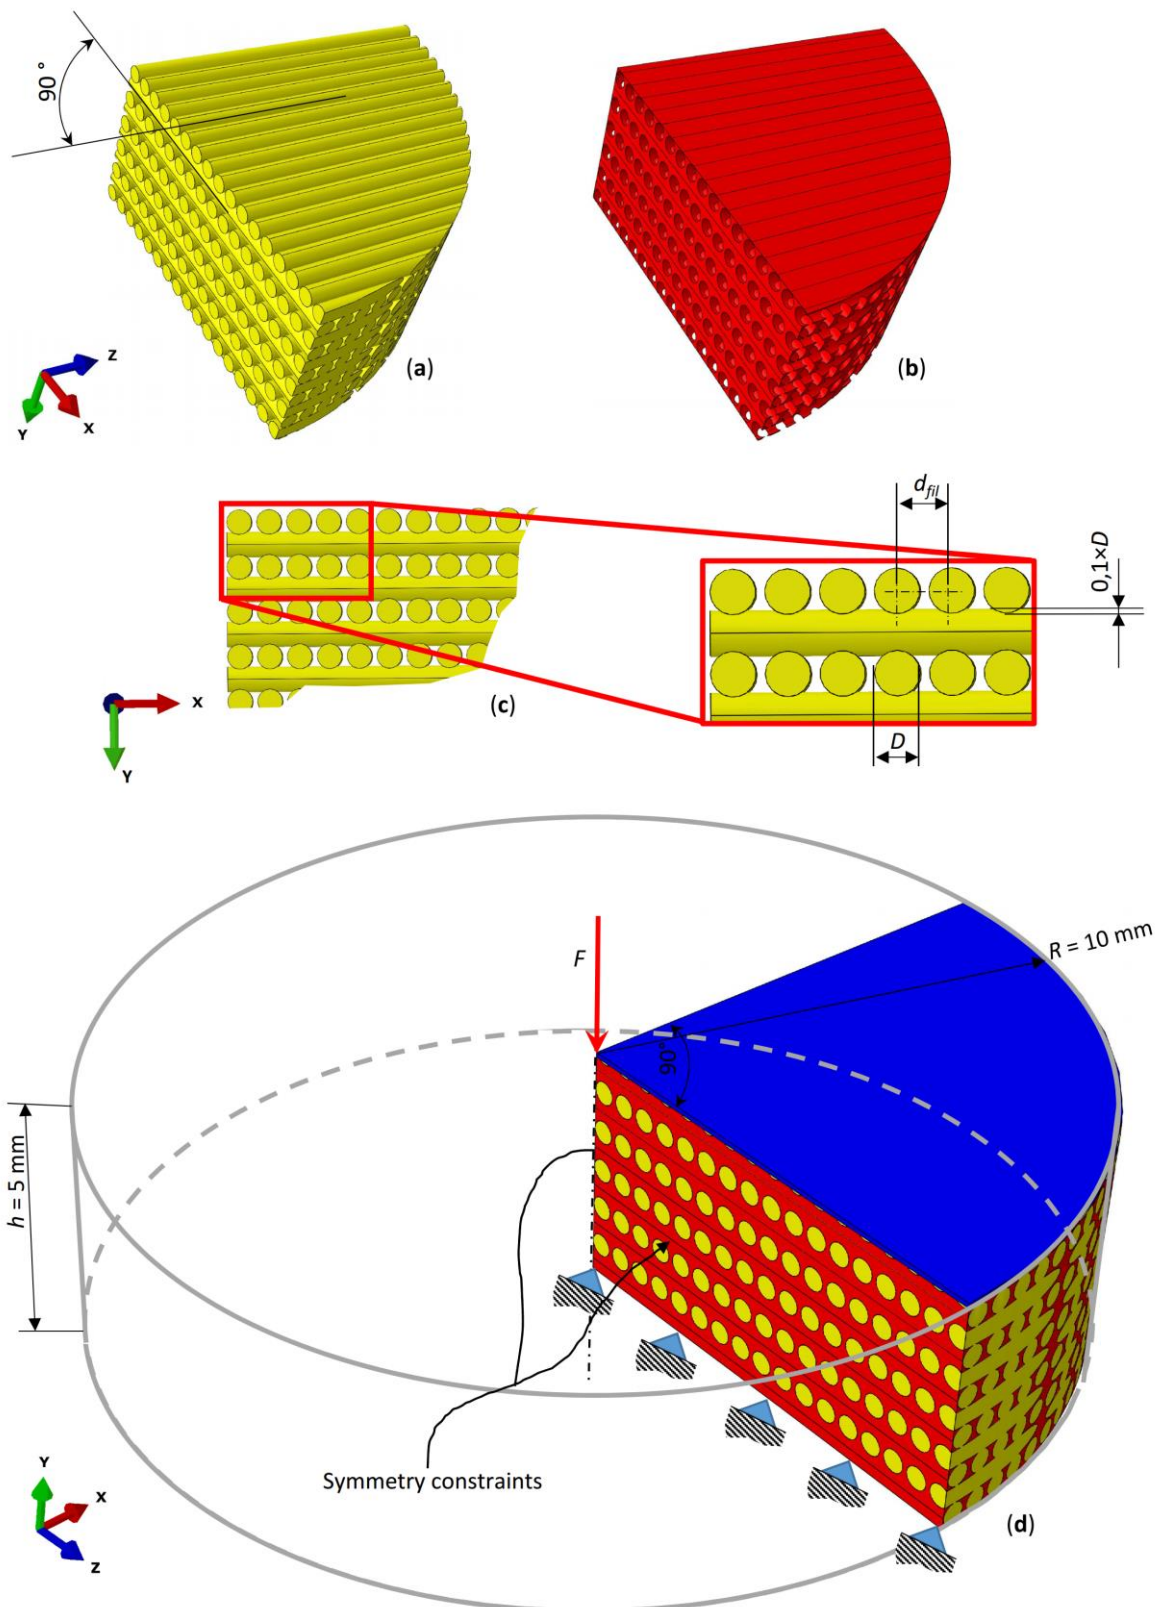 90 °
Z
Y
X
(a)
(b)
d_fil
0,1×D
X
Y
(c)
D
F
R = 10 mm
90°
h = 5 mm
Symmetry constraints
Y
X
Z
(d)